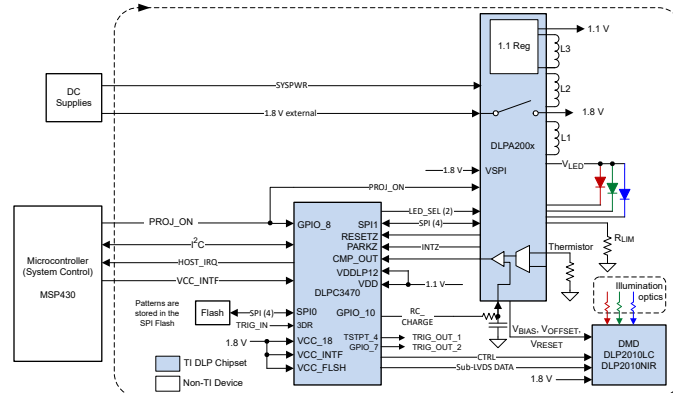 1.1 Reg
1.1 V
L3
DC
Supplies
SYSPWR
L2
1.8 V external
1.8 V
DLPA200x
L1
1.8 V
VSPI
VLED
PROJ_ON
PROJ_ON
GPIO_8
LED_SEL (2)
SPI1
SPI (4)
I2C
RESETZ
RLIM
Microcontroller
(System Control)
MSP430
HOST_IRQ
PARKZ
INTZ
CMP_OUT
Thermistor
VCC_INTF
VDDLP12
VDD
1.1 V
DLPC3470
Illumination
optics
Patterns are
stored in the
SPI Flash
Flash
SPI (4)
SPI0
GPIO_10
RC_
CHARGE
TRIG_IN
3DR
VBIAS, VOFFSET,
VRESET
TSTPT_4
TRIG_OUT_1
1.8 V
VCC_18
GPIO_7
TRIG_OUT_2
DMD
DLP2010LC
DLP2010NIR
VCC_INTF
CTRL
VCC_FLSH
Sub-LVDS DATA
1.8 V
TI DLP Chipset
Non-TI Device